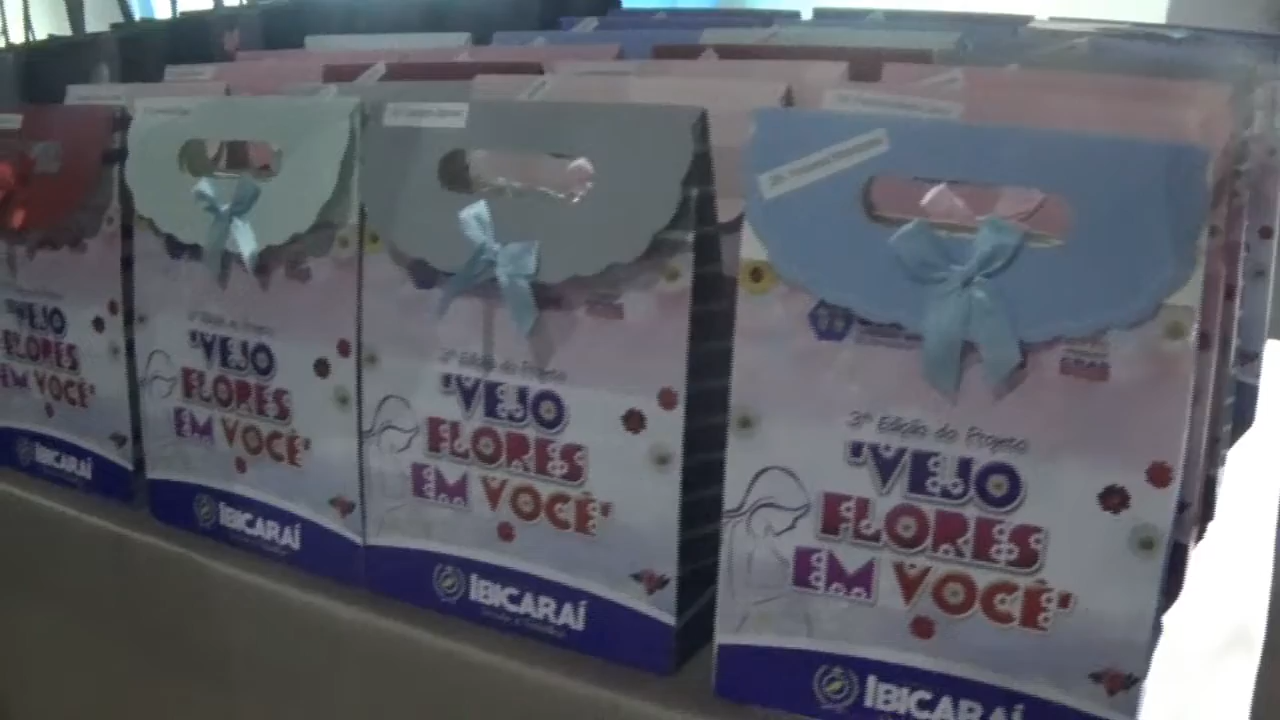 'VEJO
FLORES
EM
IBICARAÍ
'VEJO
FLORES
EM VOCÊ'
IBICARAÍ
3ª Edição do Projeto
'VEJO
FLORES
EM VOCÊ'
IBICARAÍ
3ª Edição do Projeto
'VEJO
FLORES
EM VOCÊ'
IBICARAÍ